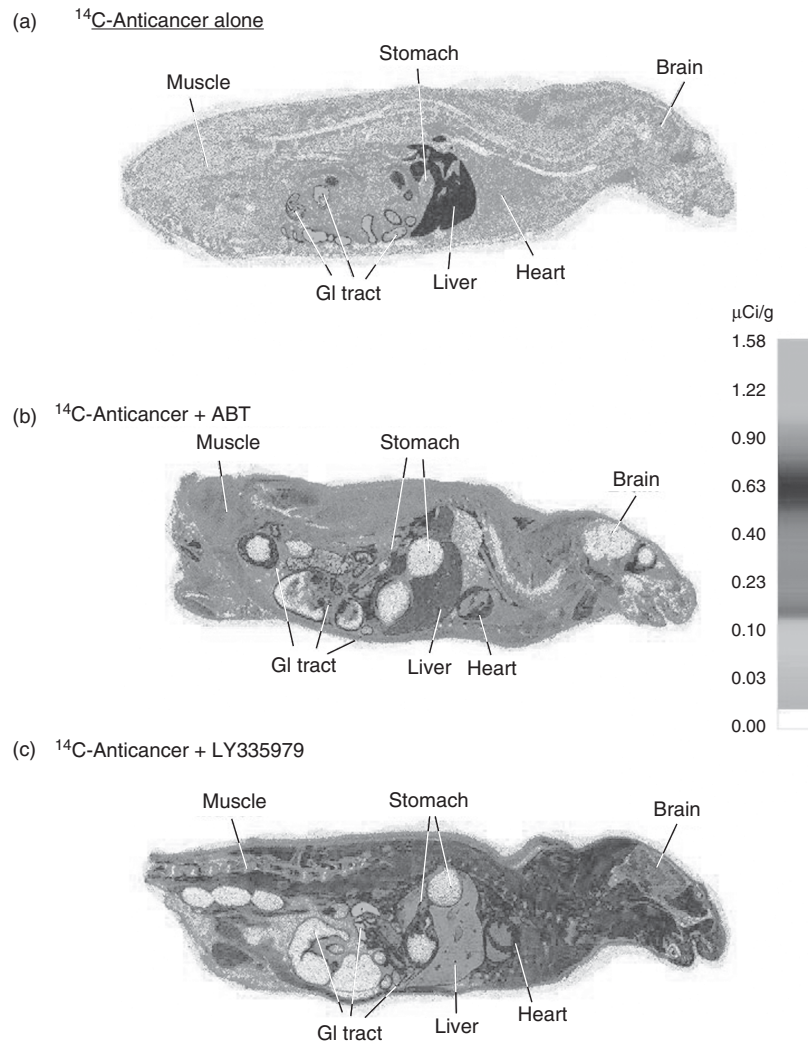 (a) ¹⁴C-Anticancer alone
Stomach
Muscle
Brain
GI tract
Liver
Heart
μCi/g
1.58
1.22
0.90
0.63
0.40
0.23
0.10
0.03
0.00
(b) ¹⁴C-Anticancer + ABT
Muscle
Stomach
Brain
GI tract
Liver
Heart
(c) ¹⁴C-Anticancer + LY335979
Muscle
Stomach
Brain
GI tract
Liver
Heart